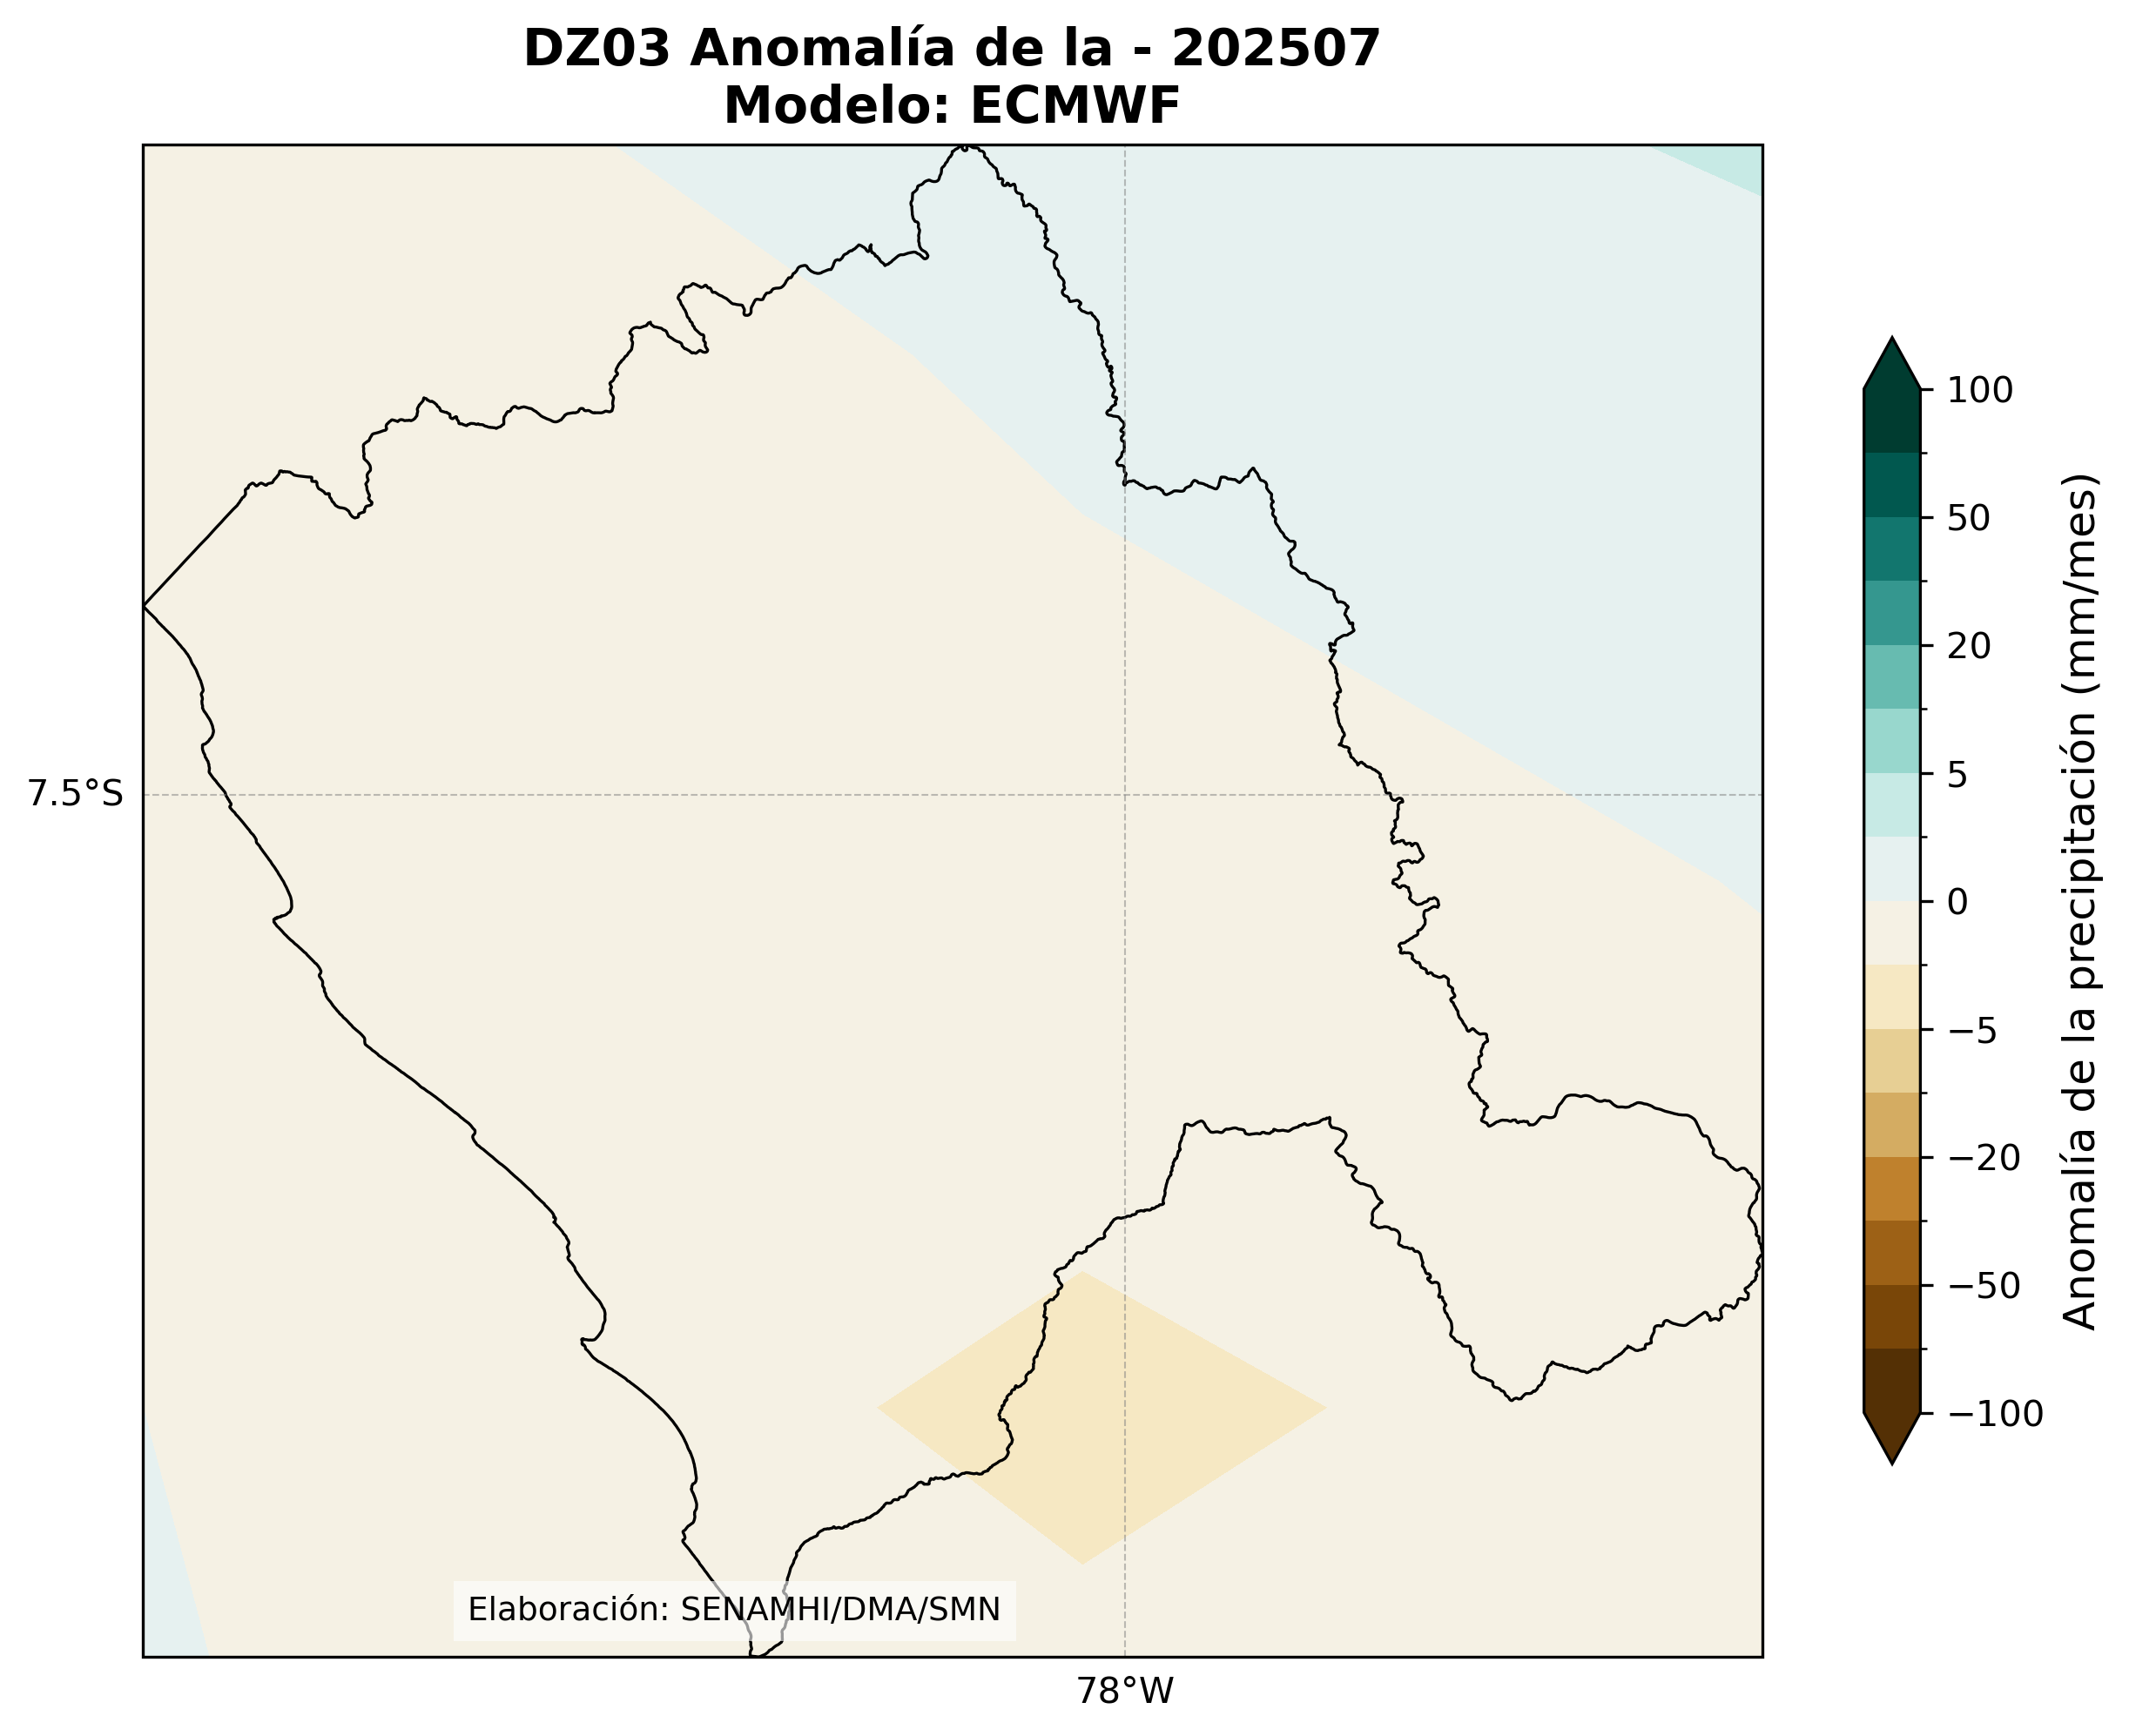 DZ03 Anomalía de la - 202507
Modelo: ECMWF
7.5°S
78°W
Elaboración: SENAMHI/DMA/SMN
100
50
20
5
0
−5
−20
−50
−100
Anomalía de la precipitación (mm/mes)